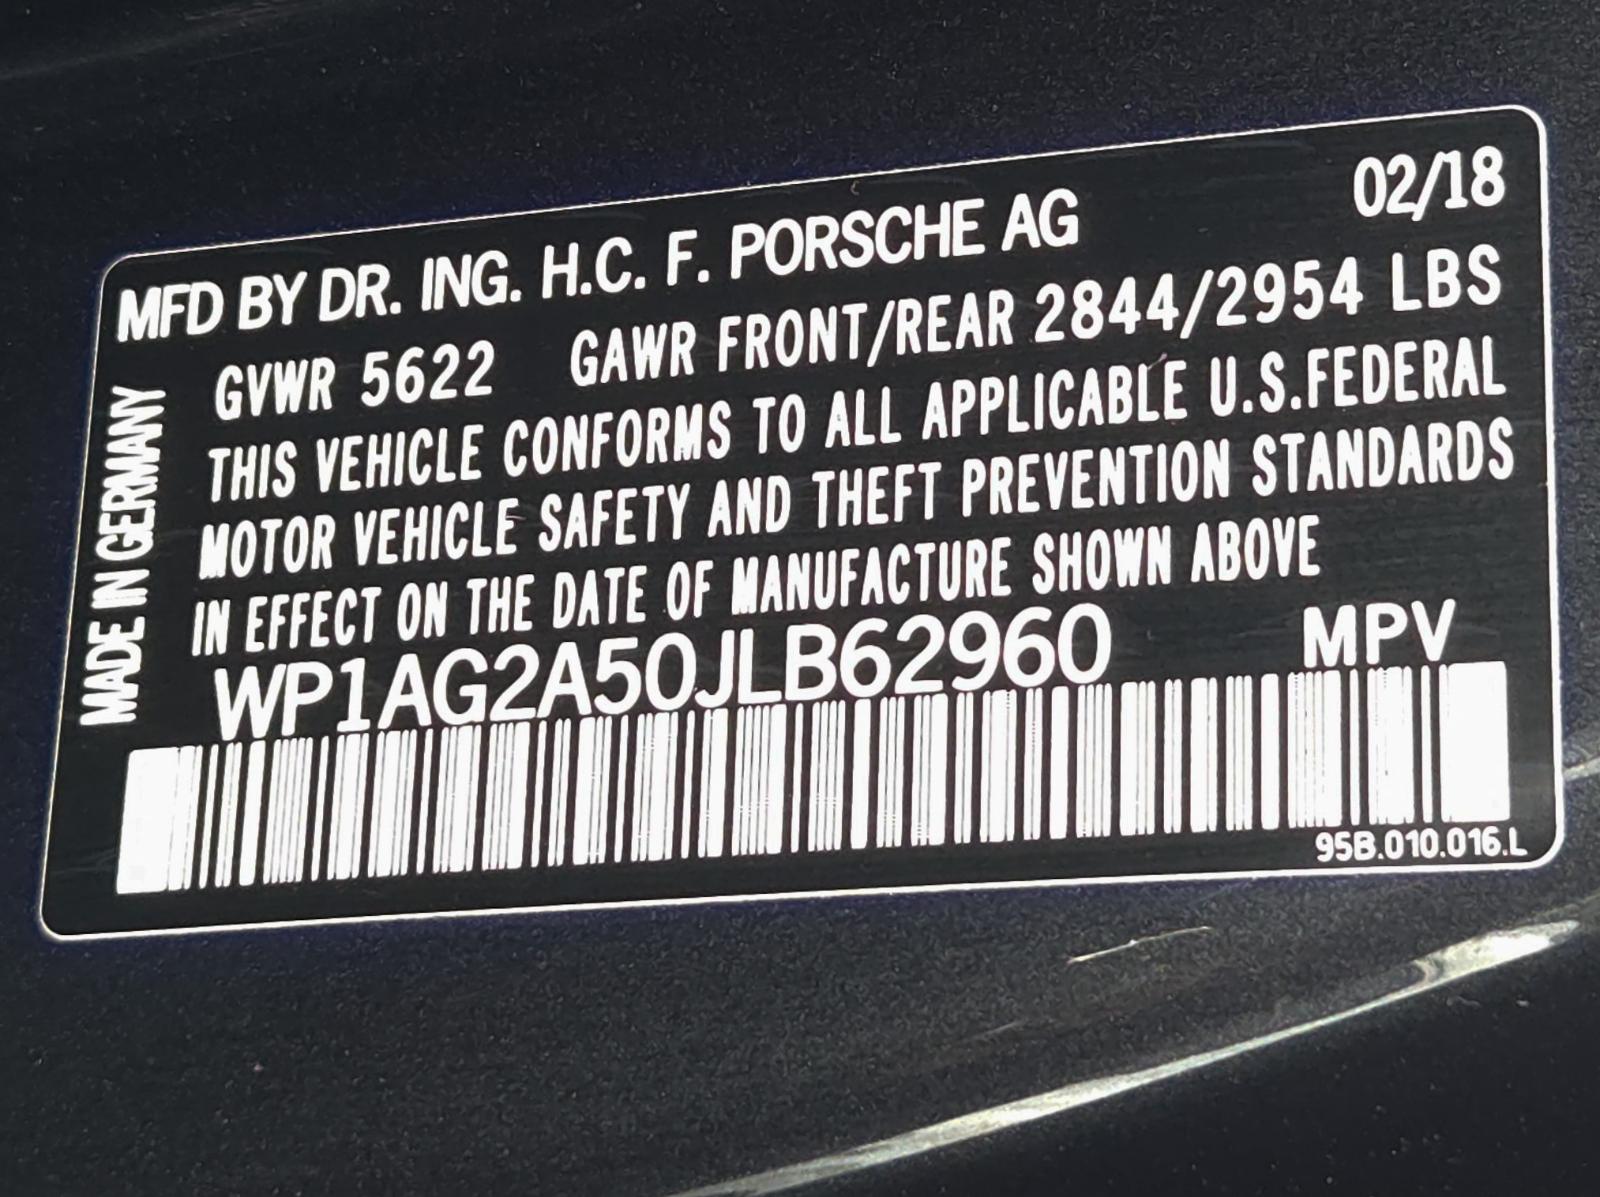 MFD BY DR. ING. H.C. F. PORSCHE AG 02/18
GVWR 5622 GAWR FRONT/REAR 2844/2954 LBS
THIS VEHICLE CONFORMS TO ALL APPLICABLE U.S.FEDERAL
MOTOR VEHICLE SAFETY AND THEFT PREVENTION STANDARDS
IN EFFECT ON THE DATE OF MANUFACTURE SHOWN ABOVE
WP1AG2A50JLB62960 MPV
95B.010.016.L
MADE IN GERMANY